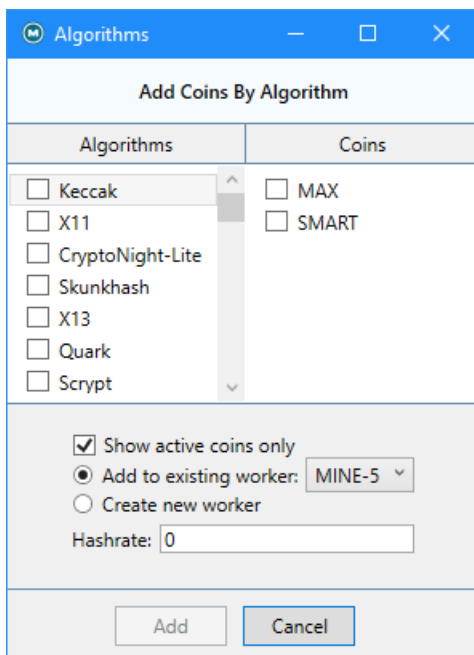 Algorithms
Add Coins By Algorithm
Algorithms Coins
Keccak MAX
X11 SMART
CryptoNight-Lite
Skunkhash
X13
Quark
Scrypt
Show active coins only
Add to existing worker: MINE-5
Create new worker
Hashrate: 0
Add Cancel